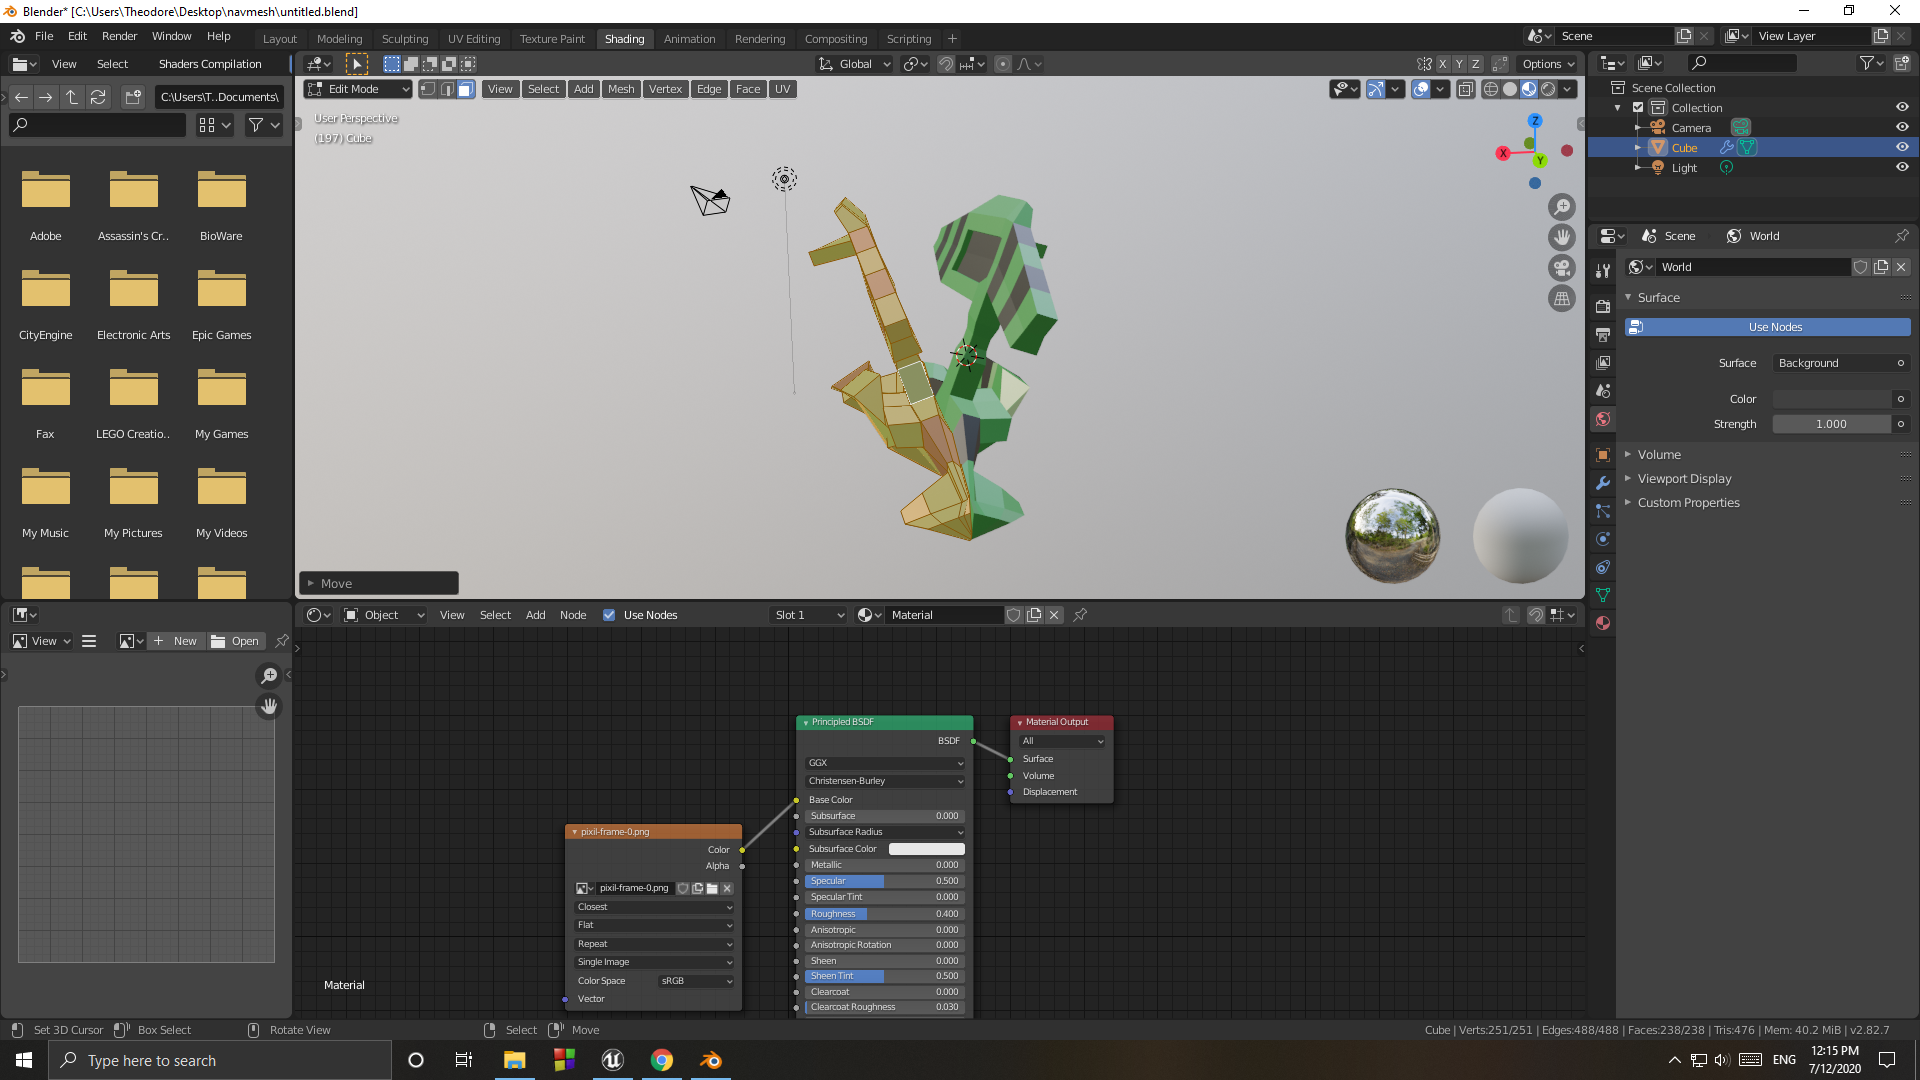 Blender* [C:\Users\Theodore\Desktop\navmesh\untitled.blend]
File Edit Render Window Help Layout Modeling Sculpting UV Editing Texture Paint Shading Animation Rendering Compositing Scripting + Scene View Layer
View Select Shaders Compilation Global X Y Z Options
C:\Users\T..Documents\ Edit Mode View Select Add Mesh Vertex Edge Face UV
User Perspective
(197) Cube
Scene Collection
Collection
Camera
Cube
Light
Z
X
Y
Adobe Assassin's Cr.. BioWare
CityEngine Electronic Arts Epic Games
Fax LEGO Creatio.. My Games
My Music My Pictures My Videos
Scene World
World
Surface
Use Nodes
Surface Background
Color
Strength 1.000
Volume
Viewport Display
Custom Properties
Move
Object View Select Add Node Use Nodes Slot 1 Material
View New Open
Principled BSDF
BSDF
GGX
Christensen-Burley
Base Color
Subsurface 0.000
Subsurface Radius
Subsurface Color
Metallic 0.000
Specular 0.500
Specular Tint 0.000
Roughness 0.400
Anisotropic 0.000
Anisotropic Rotation 0.000
Sheen 0.000
Sheen Tint 0.500
Clearcoat 0.000
Clearcoat Roughness 0.030
Material Output
All
Surface
Volume
Displacement
pixil-frame-0.png
Color
Alpha
pixil-frame-0.png
Closest
Flat
Repeat
Single Image
Color Space sRGB
Vector
Material
Set 3D Cursor Box Select Rotate View Select Move Cube | Verts:251/251 | Edges:488/488 | Faces:238/238 | Tris:476 | Mem: 40.2 MiB | v2.82.7
Type here to search
ENG
12:15 PM
7/12/2020